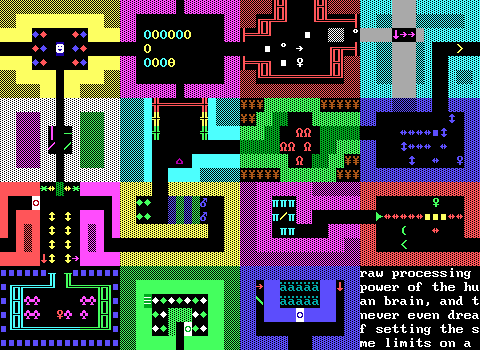 raw processing
power of the hu
an brain, and t
never even drea
f setting the s
me limits on a